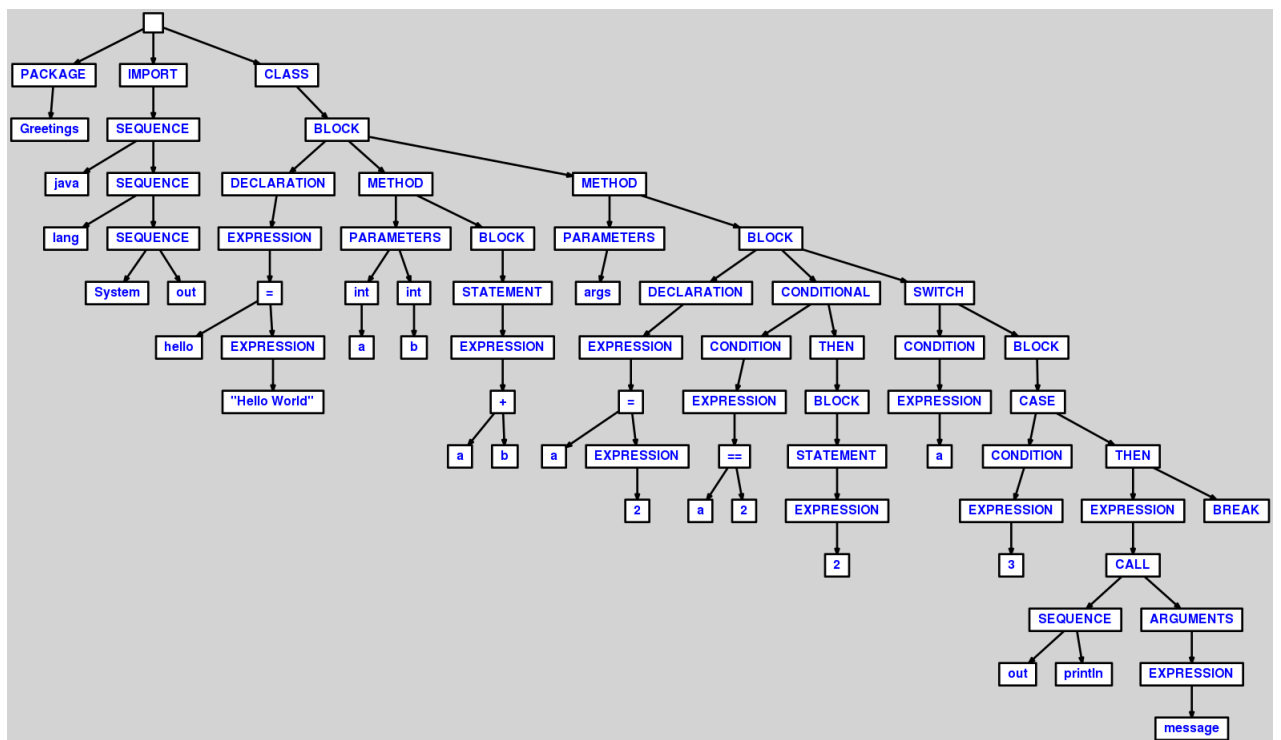 PACKAGE IMPORT CLASS
Greetings SEQUENCE BLOCK
java SEQUENCE DECLARATION METHOD METHOD
lang SEQUENCE EXPRESSION PARAMETERS BLOCK PARAMETERS BLOCK
System out = int int STATEMENT args DECLARATION CONDITIONAL SWITCH
hello EXPRESSION a b EXPRESSION EXPRESSION CONDITION THEN CONDITION BLOCK
"Hello World" + = EXPRESSION BLOCK EXPRESSION CASE
a b a EXPRESSION == STATEMENT a CONDITION THEN
2 a 2 EXPRESSION EXPRESSION EXPRESSION BREAK
2 3 CALL
SEQUENCE ARGUMENTS
out println EXPRESSION
message